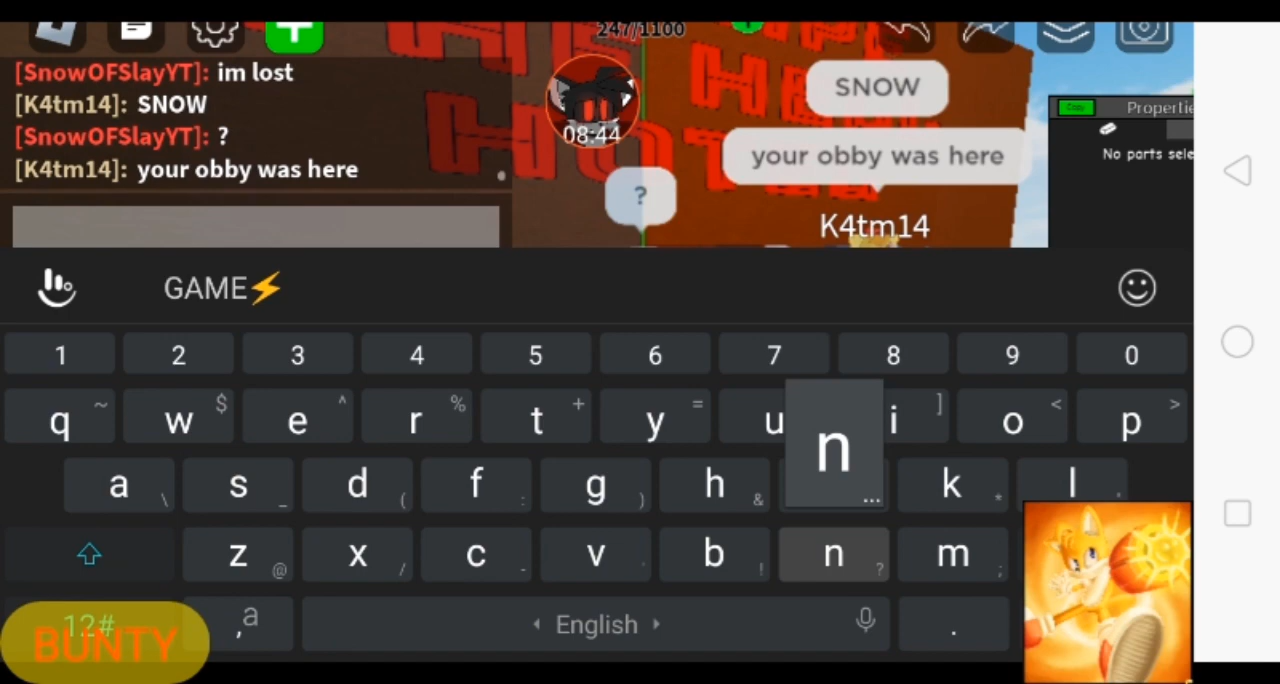 247/1100
[SnowOFSlayYT]: im lost
[K4tm14]: SNOW
[SnowOFSlayYT]: ?
[K4tm14]: your obby was here
08:44
SNOW
your obby was here
?
K4tm14
Copy
Propertie
No parts sele
GAME⚡
1 2 3 4 5 6 7 8 9 0
q ~ w $ e ^ r % t + y = u i ] o < p >
n ...
a \ s _ d ( f : g ) h & k * l
z @ x / c - v ' b ! n ? m ;
12# , a English .
BUNTY